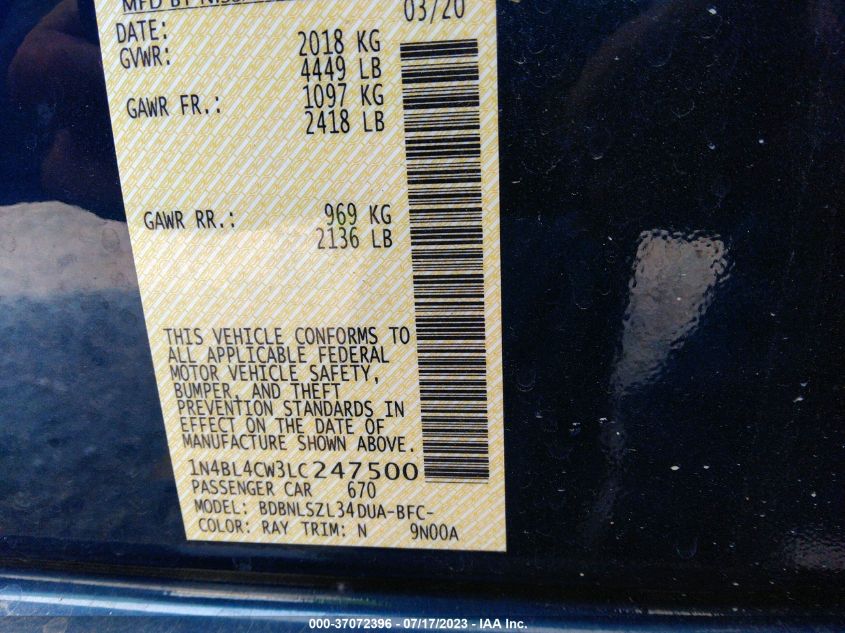 MFD BY NISSAN
DATE: 03/20
GVWR: 2018 KG
4449 LB
GAWR FR.: 1097 KG
2418 LB
GAWR RR.: 969 KG
2136 LB
THIS VEHICLE CONFORMS TO
ALL APPLICABLE FEDERAL
MOTOR VEHICLE SAFETY,
BUMPER, AND THEFT
PREVENTION STANDARDS IN
EFFECT ON THE DATE OF
MANUFACTURE SHOWN ABOVE.
1N4BL4CW3LC247500
PASSENGER CAR 670
MODEL: BDBNLSZL34DUA-BFC-
COLOR: RAY TRIM: N 9N00A
000-37072396 - 07/17/2023 - IAA Inc.